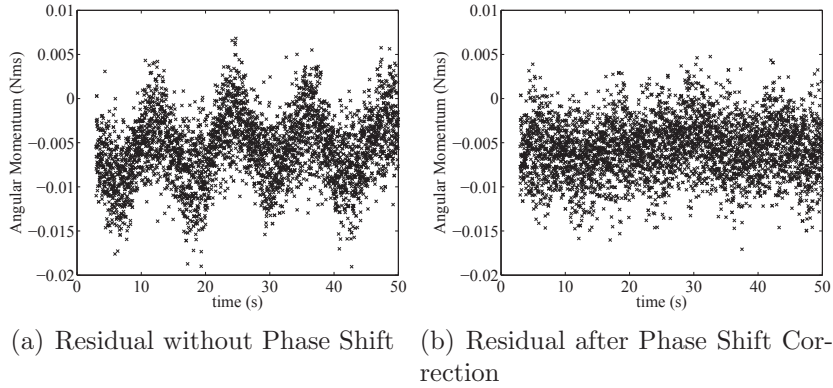 0.01
0.005
0
−0.005
−0.01
−0.015
−0.02
Angular Momentum (Nms)
0 10 20 30 40 50
time (s)
(a) Residual without Phase Shift
0.01
0.005
0
−0.005
−0.01
−0.015
−0.02
Angular Momentum (Nms)
0 10 20 30 40 50
time (s)
(b) Residual after Phase Shift Cor-
rection